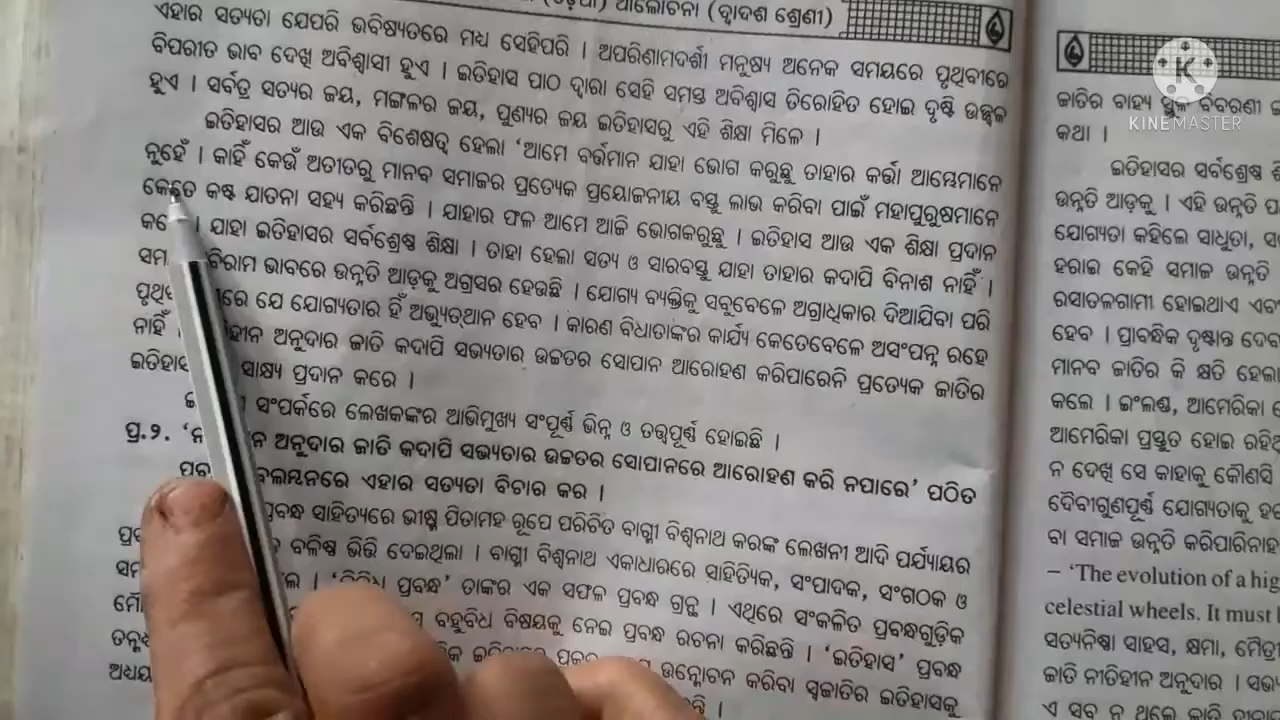 ଆଲୋଚନା (ଦ୍ଵାଦଶ ଶ୍ରେଣୀ)
ଏହାର ସତ୍ୟତା ଯେପରି ଭବିଷ୍ୟତରେ ମଧ୍ୟ ସେହିପରି । ଅପରିଣାମଦର୍ଶୀ ମନୁଷ୍ୟ ଅନେକ ସମୟରେ ପୃଥିବୀରେ
ବିପରୀତ ଭାବ ଦେଖି ଅବିଶ୍ୱାସୀ ହୁଏ । ଇତିହାସ ପାଠ ଦ୍ୱାରା ସେହି ସମସ୍ତ ଅବିଶ୍ୱାସ ତିରୋହିତ ହୋଇ ଦୃଷ୍ଟି ଉଜ୍ଜ୍ୱଳ
ହୁଏ । ସର୍ବତ୍ର ସତ୍ୟର ଜୟ, ମଙ୍ଗଳର ଜୟ, ପୁଣ୍ୟର ଜୟ ଇତିହାସରୁ ଏହି ଶିକ୍ଷା ମିଳେ ।
ଇତିହାସର ଆଉ ଏକ ବିଶେଷତ୍ୱ ହେଲା ‘ଆମେ ବର୍ତ୍ତମାନ ଯାହା ଭୋଗ କରୁଛୁ ତାହାର କର୍ତ୍ତା ଆମ୍ଭେମାନେ
ନୁହେଁ । କାହିଁ କେଉଁ ଅତୀତରୁ ମାନବ ସମାଜର ପ୍ରତ୍ୟେକ ପ୍ରୟୋଜନୀୟ ବସ୍ତୁ ଲାଭ କରିବା ପାଇଁ ମହାପୁରୁଷମାନେ
କେତେ କଷ୍ଟ ଯାତନା ସହ୍ୟ କରିଛନ୍ତି । ଯାହାର ଫଳ ଆମେ ଆଜି ଭୋଗକରୁଛୁ । ଇତିହାସ ଆଉ ଏକ ଶିକ୍ଷା ପ୍ରଦାନ
। ଯାହା ଇତିହାସର ସର୍ବଶ୍ରେଷ୍ଠ ଶିକ୍ଷା । ତାହା ହେଲା ସତ୍ୟ ଓ ସାରବସ୍ତୁ ଯାହା ତାହାର କଦାପି ବିନାଶ ନାହିଁ ।
ଭାବରେ ଉନ୍ନତି ଆଡ଼କୁ ଅଗ୍ରସର ହେଉଛି । ଯୋଗ୍ୟ ବ୍ୟକ୍ତିକୁ ସବୁବେଳେ ଅଗ୍ରାଧିକାର ଦିଆଯିବା ପରି
ଯେ ଯୋଗ୍ୟତାର ହିଁ ଅଭ୍ୟୁତ୍‌ଥାନ ହେବ । କାରଣ ବିଧାତାଙ୍କର କାର୍ଯ୍ୟ କେତେବେଳେ ଅସଂପନ୍ନ ରହେ
ନାହିଁ ଅନୁଦାର ଜାତି କଦାପି ସଭ୍ୟତାର ଉଚ୍ଚତର ସୋପାନ ଆରୋହଣ କରିପାରେନି ପ୍ରତ୍ୟେକ ଜାତିର
ସାକ୍ଷ୍ୟ ପ୍ରଦାନ କରେ ।
ସଂପର୍କରେ ଲେଖକଙ୍କର ଆଭିମୁଖ୍ୟ ସଂପୂର୍ଣ୍ଣ ଭିନ୍ନ ଓ ତତ୍ତ୍ୱପୂର୍ଣ୍ଣ ହୋଇଛି ।
ପ୍ର.୨. ଅନୁଦାର ଜାତି କଦାପି ସଭ୍ୟତାର ଉଚ୍ଚତର ସୋପାନରେ ଆରୋହଣ କରି ନପାରେ’ ପଠିତ
ଏହାର ସତ୍ୟତା ବିଚାର କର ।
ପ୍ରବନ୍ଧ ସାହିତ୍ୟରେ ଭୀଷ୍ମ ପିତାମହ ରୂପେ ପରିଚିତ ବାଗ୍ମୀ ବିଶ୍ୱନାଥ କରଙ୍କ ଲେଖନୀ ଆଦି ପର୍ଯ୍ୟାୟର
ବଳିଷ୍ଠ ଭିତ୍ତି ଦେଇଥିଲା । ବାଗ୍ମୀ ବିଶ୍ୱନାଥ ଏକାଧାରରେ ସାହିତ୍ୟିକ, ସଂପାଦକ, ସଂଗଠକ ଓ
। ‘ବିବିଧ ପ୍ରବନ୍ଧ’ ତାଙ୍କର ଏକ ସଫଳ ପ୍ରବନ୍ଧ ଗ୍ରନ୍ଥ । ଏଥିରେ ସଂକଳିତ ପ୍ରବନ୍ଧଗୁଡ଼ିକ
ବହୁବିଧ ବିଷୟକୁ ନେଇ ପ୍ରବନ୍ଧ ରଚନା କରିଛନ୍ତି । ‘ଇତିହାସ’ ପ୍ରବନ୍ଧ
ଉନ୍ମୋଚନ କରିବା ସ୍ୱଜାତିର ଇତିହାସକୁ
ଜାତିର ବାହ୍ୟ ସ୍ଥୂଳ ବିବରଣୀ
କଥା ।
ଇତିହାସର ସର୍ବଶ୍ରେଷ୍ଠ
ଉନ୍ନତି ଆଡ଼କୁ । ଏହି ଉନ୍ନତି
ଯୋଗ୍ୟତା କହିଲେ ସାଧୁତା,
ହରାଇ କେହି ସମାଜ ଉନ୍ନତି
ରସାତଳଗାମୀ ହୋଇଥାଏ
ହେବ । ପ୍ରାବନ୍ଧିକ ଦୃଷ୍ଟାନ୍ତ
ମାନବ ଜାତିର କି କ୍ଷତି ହେଲା
କଲେ । ଇଂଲଣ୍ଡ, ଆମେରିକା
ଆମେରିକା ପ୍ରସ୍ତୁତ ହୋଇ
ନ ଦେଖି ସେ କାହାକୁ କୌଣସି
ଦୈବୀଗୁଣପୂର୍ଣ୍ଣ ଯୋଗ୍ୟତାକୁ
ବା ସମାଜ ଉନ୍ନତି
– ‘The evolution of a
celestial wheels. It must
ସତ୍ୟନିଷ୍ଠା ସାହସ, କ୍ଷମା,
ଜାତି ନୀତିହୀନ ଅନୁଦାର ।
ଏ ସବୁ ନ ଥିଲେ ଜାତି
KINEMASTER